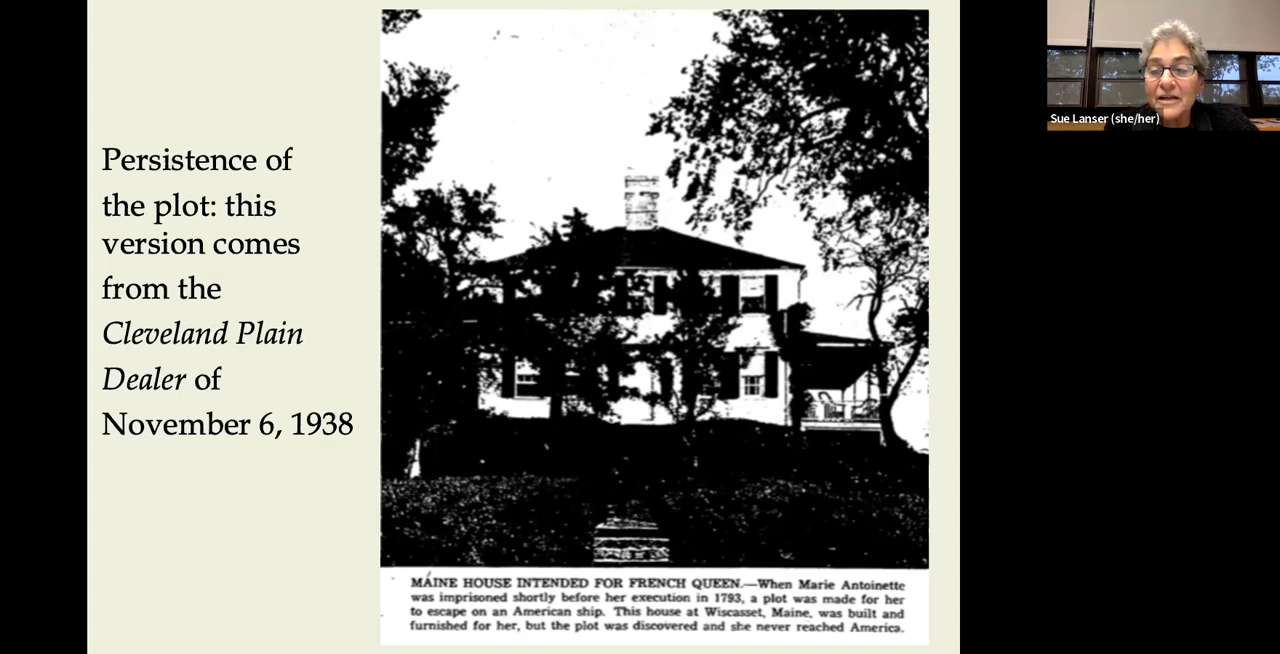 Persistence of
the plot: this
version comes
from the
Cleveland Plain
Dealer of
November 6, 1938
MAINE HOUSE INTENDED FOR FRENCH QUEEN.—When Marie Antoinette
was imprisoned shortly before her execution in 1793, a plot was made for her
to escape on an American ship. This house at Wiscasset, Maine, was built and
furnished for her, but the plot was discovered and she never reached America.
Sue Lanser (she/her)